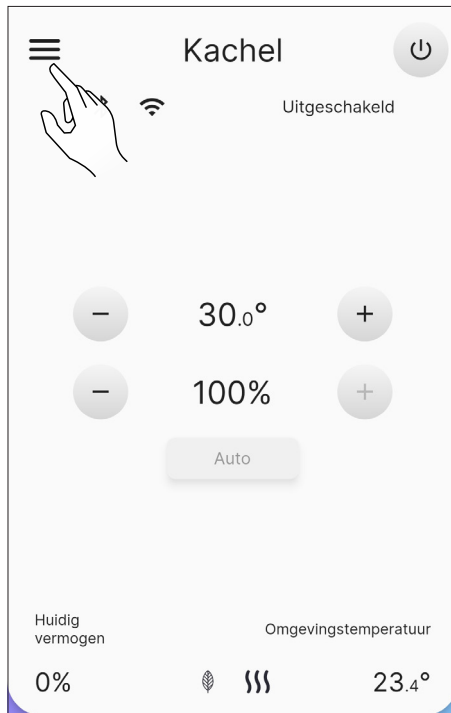 Kachel
Uitgeschakeld
− 30.0° +
− 100% +
Auto
Huidig
vermogen
Omgevingstemperatuur
0% 23.4°